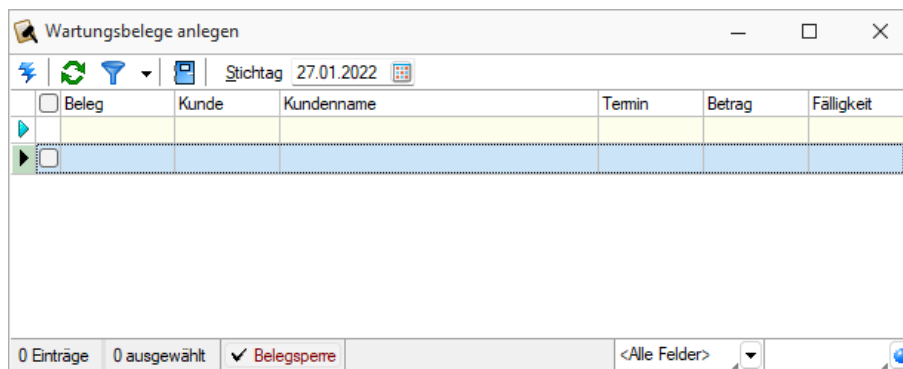 Wartungsbelege anlegen
Stichtag 27.01.2022
Beleg Kunde Kundenname Termin Betrag Fälligkeit
0 Einträge 0 ausgewählt Belegsperre <Alle Felder>